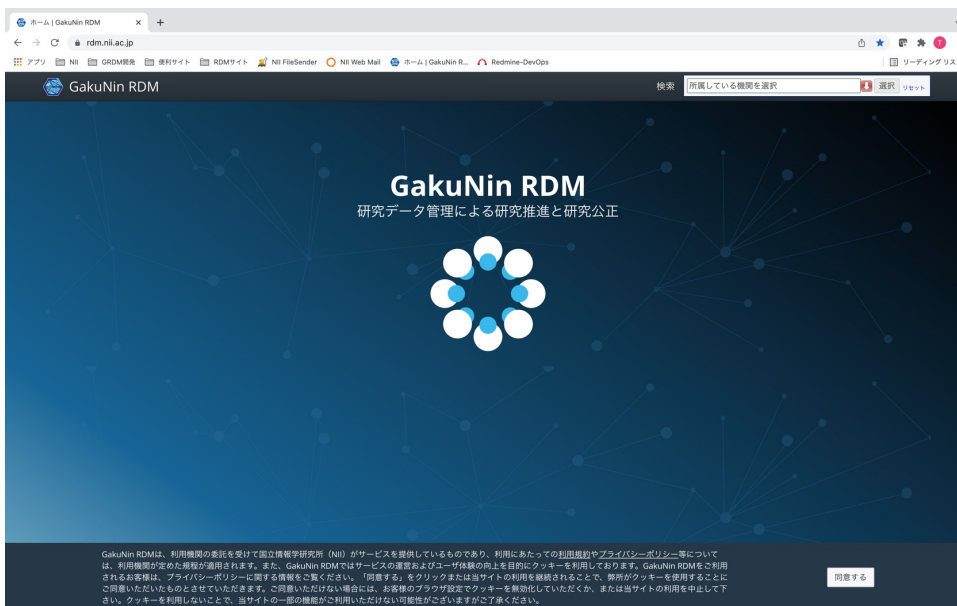 ホーム | GakuNin RDM
rdm.nii.ac.jp
T
アプリ NII GRDM開発 便利サイト RDMサイト NII FileSender NII Web Mail ホーム | GakuNin R... Redmine-DevOps リーディング リス
GakuNin RDM 検索 所属している機関を選択 選択 リセット
GakuNin RDM
研究データ管理による研究推進と研究公正
GakuNin RDMは、利用機関の委託を受けて国立情報学研究所（NII）がサービスを提供しているものであり、利用にあたっての利用規約やプライバシーポリシー等について
は、利用機関が定めた規程が適用されます。また、GakuNin RDMではサービスの運営およびユーザ体験の向上を目的にクッキーを利用しております。GakuNin RDMをご利用
されるお客様は、プライバシーポリシーに関する情報をご覧ください。「同意する」をクリックまたは当サイトの利用を継続されることで、弊所がクッキーを使用することに
ご同意いただいたものとさせていただきます。ご同意いただけない場合には、お客様のブラウザ設定でクッキーを無効化していただくか、または当サイトの利用を中止して下
さい。クッキーを利用しないことで、当サイトの一部の機能がご利用いただけない可能性がございますがご了承ください。
同意する